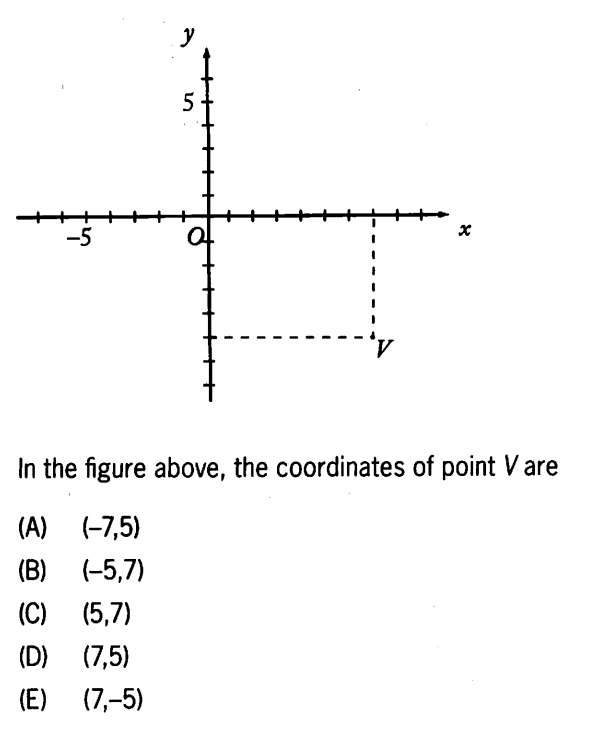 y
5
−5
O
x
V
In the figure above, the coordinates of point V are
(A) (−7,5)
(B) (−5,7)
(C) (5,7)
(D) (7,5)
(E) (7,−5)